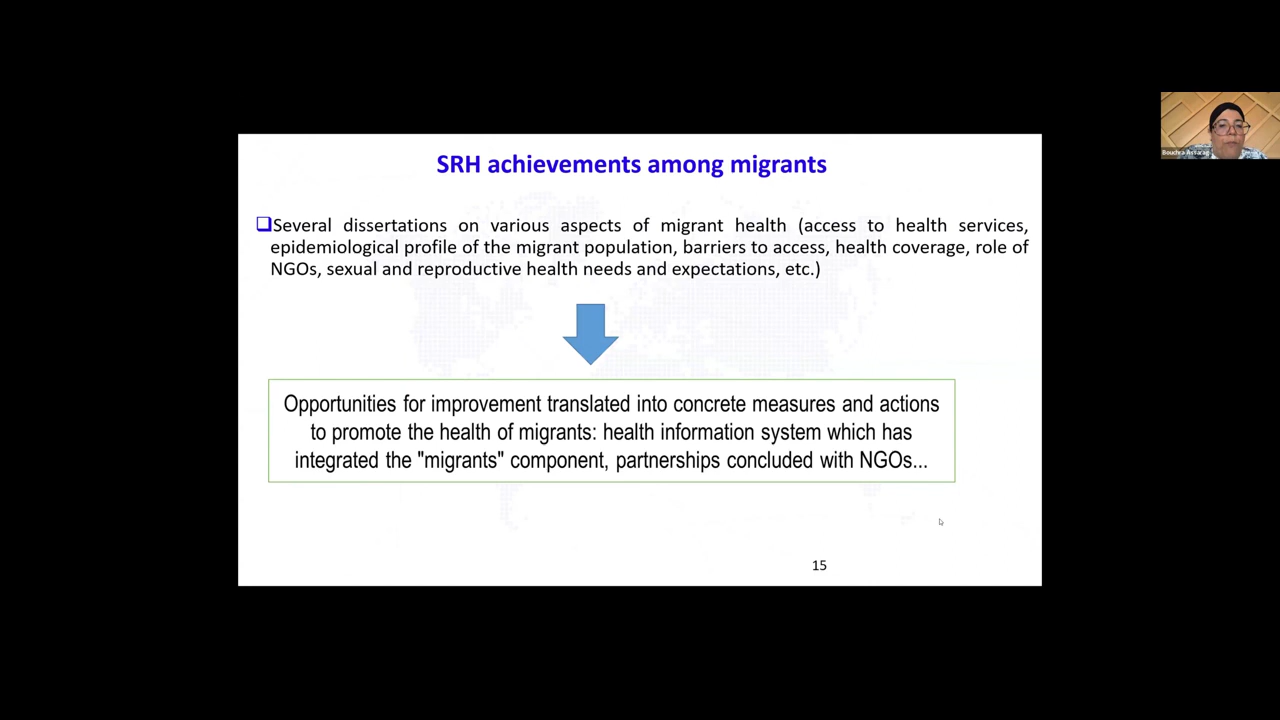 SRH achievements among migrants
Several dissertations on various aspects of migrant health (access to health services,
epidemiological profile of the migrant population, barriers to access, health coverage, role of
NGOs, sexual and reproductive health needs and expectations, etc.)
Opportunities for improvement translated into concrete measures and actions
to promote the health of migrants: health information system which has
integrated the "migrants" component, partnerships concluded with NGOs...
15
Bouchra Assarag